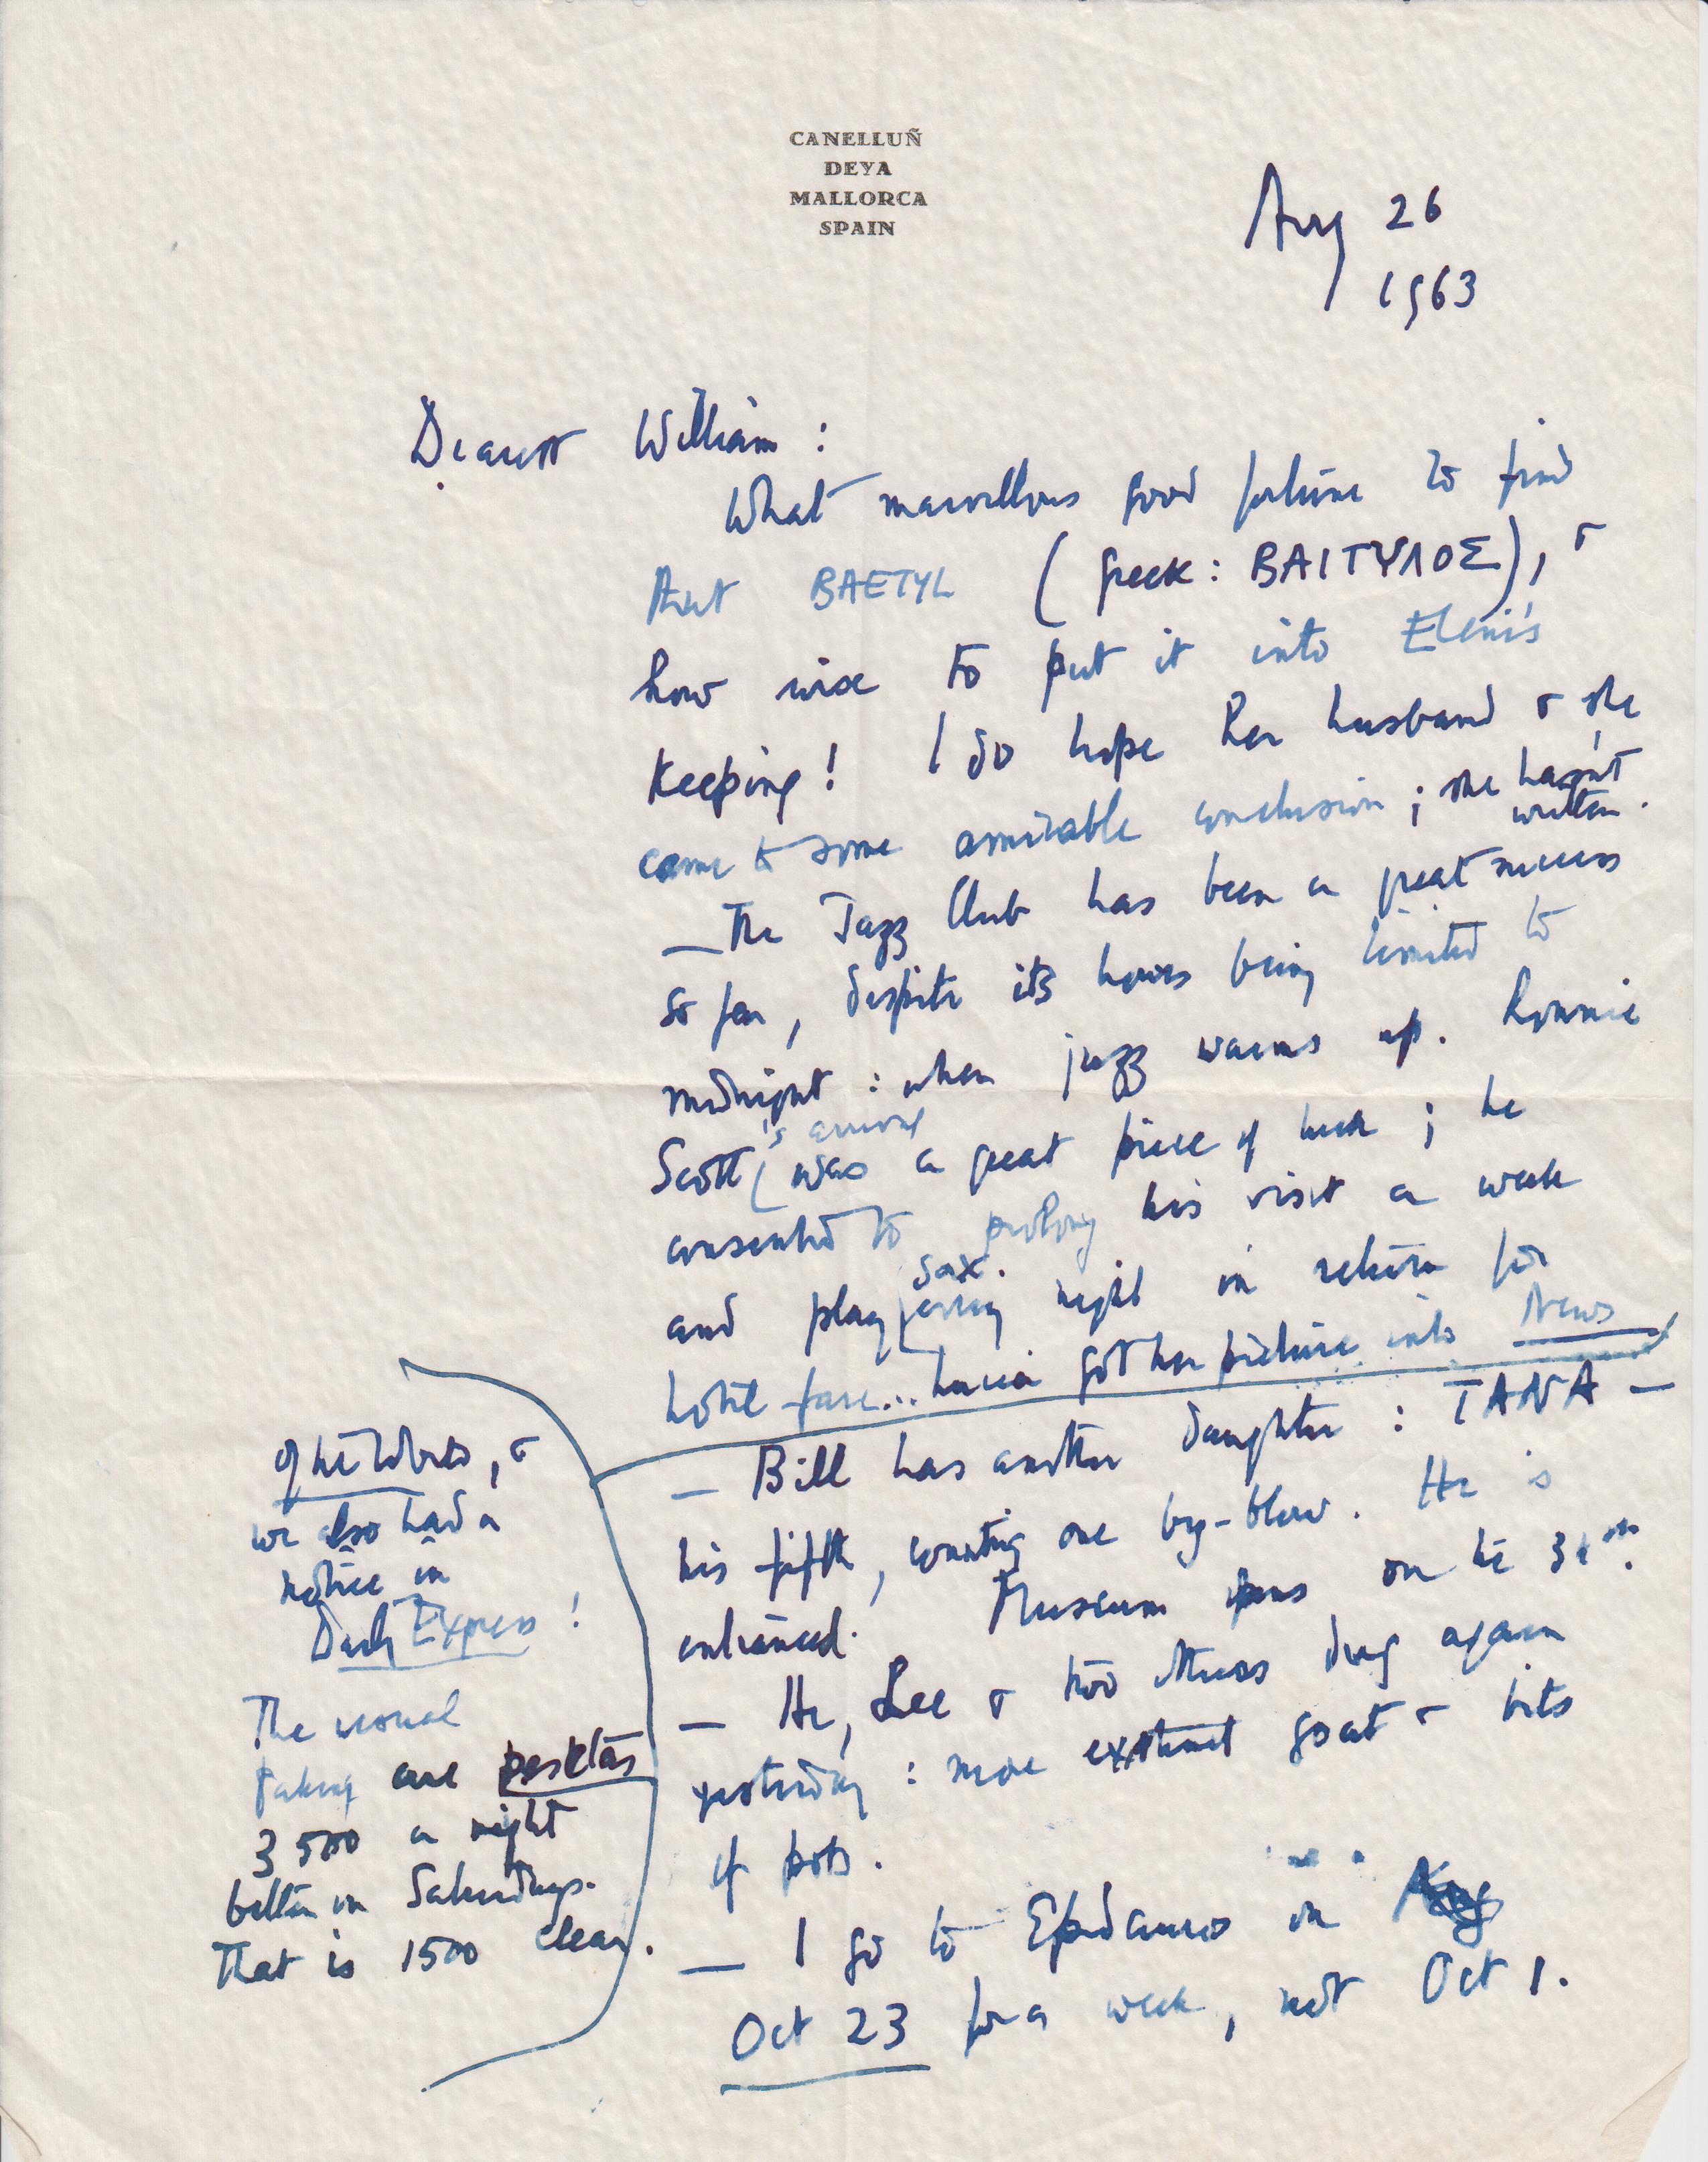 CANELLUÑ
DEYA
MALLORCA
SPAIN
Aug 26
1963
Dearest William :
What marvellous good fortune to find
that BAETYL (Greek : ΒΑΙΤΥΛΟΣ), &
how wise to put it into Eleni's
keeping! I do hope her husband & she
come to some amicable conclusion ; she hasn't
written.
— The Jazz Club has been a great success
so far, despite its hours being limited to
midnight : when jazz warms up. Ronnie
Scott's arrival was a great piece of luck ; he
consented to prolong his visit a week
and play sax. every night in return for
hotel fare... Lucia got her picture into News
of the World, &
we also had a
notice in
Daily Express !
The usual
takings are pesetas
3500 a night
better on Saturdays.
That is 1500 clear.
— Bill has another daughter : TANA —
his fifth, counting one by-blow. He is
entranced. Museum opens on the 31st.
— He, Lee & two others dug again
yesterday : more extinct goat & bits
of pots.
— I go to Epidauros in
Oct 23 for a week, not Oct 1.